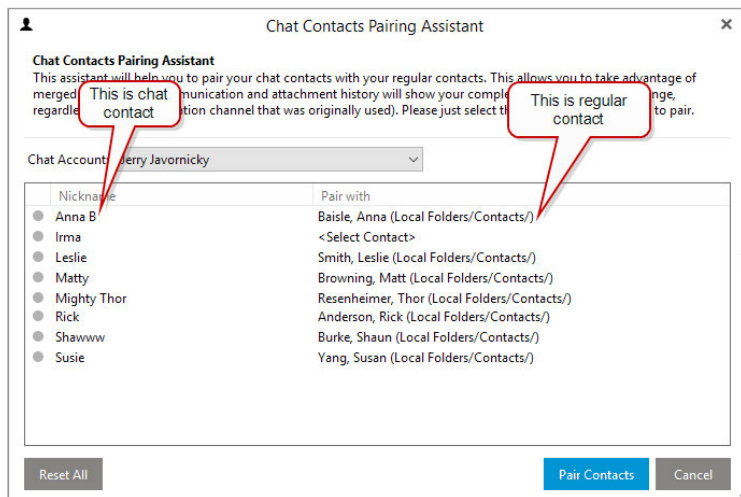 Chat Contacts Pairing Assistant
Chat Contacts Pairing Assistant
This assistant will help you to pair your chat contacts with your regular contacts. This allows you to take advantage of
merged munication and attachment history will show your comple nge,
regardle tion channel that was originally used). Please just select th to pair.
This is chat
contact
This is regular
contact
Chat Account: Jerry Javornicky
Nickname Pair with
Anna B Baisle, Anna (Local Folders/Contacts/)
Irma <Select Contact>
Leslie Smith, Leslie (Local Folders/Contacts/)
Matty Browning, Matt (Local Folders/Contacts/)
Mighty Thor Resenheimer, Thor (Local Folders/Contacts/)
Rick Anderson, Rick (Local Folders/Contacts/)
Shawww Burke, Shaun (Local Folders/Contacts/)
Susie Yang, Susan (Local Folders/Contacts/)
Reset All Pair Contacts Cancel